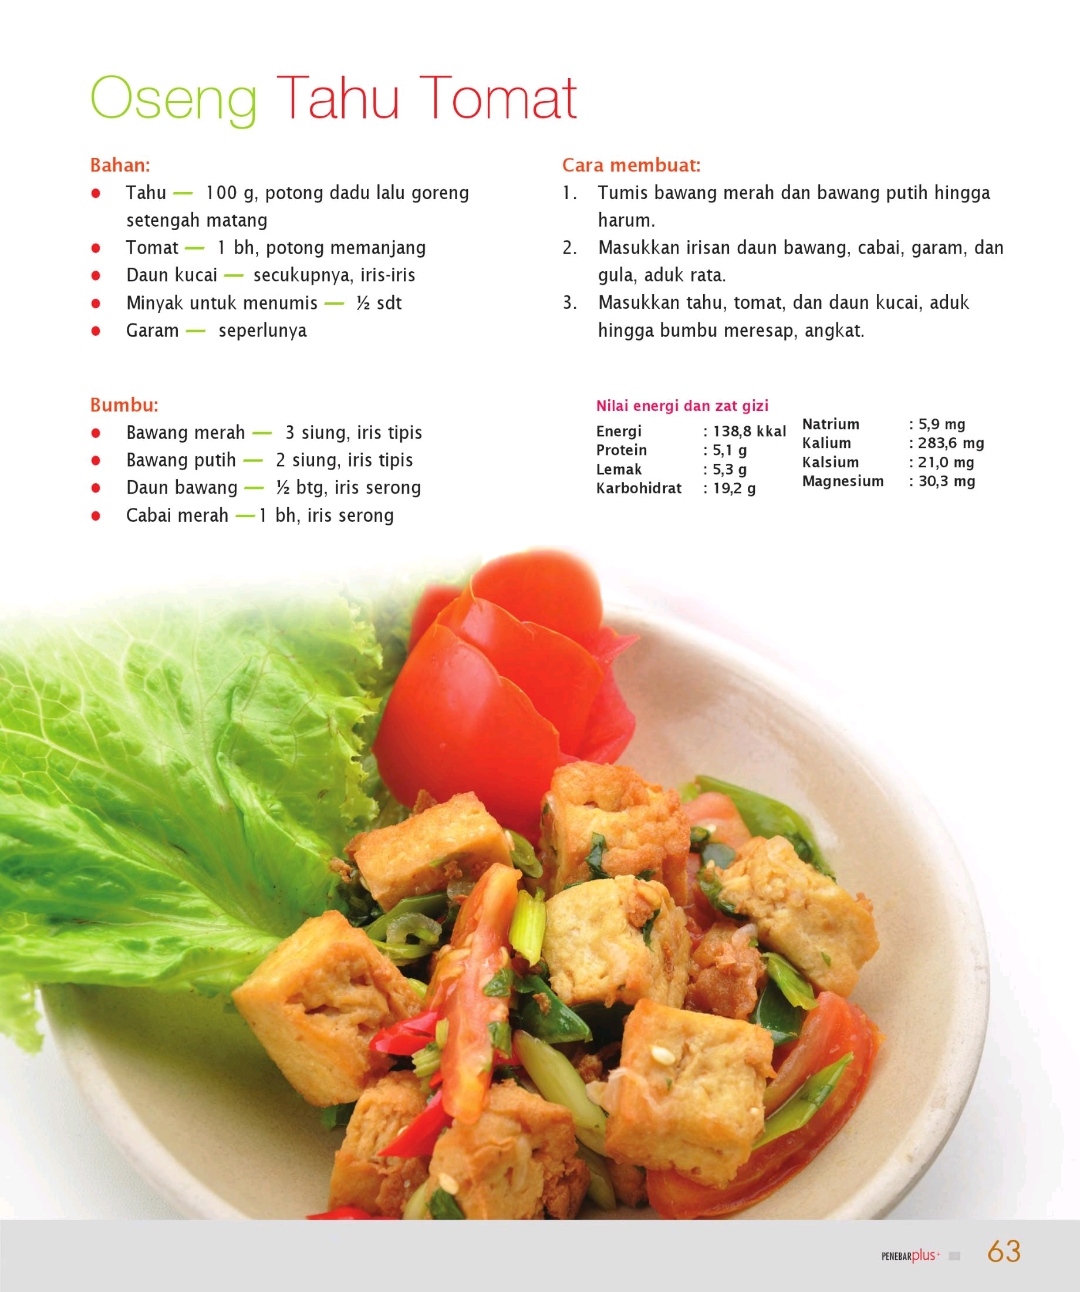 Oseng Tahu Tomat
Bahan:
● Tahu — 100 g, potong dadu lalu goreng
setengah matang
● Tomat — 1 bh, potong memanjang
● Daun kucai — secukupnya, iris-iris
● Minyak untuk menumis — ½ sdt
● Garam — seperlunya
Bumbu:
● Bawang merah — 3 siung, iris tipis
● Bawang putih — 2 siung, iris tipis
● Daun bawang — ½ btg, iris serong
● Cabai merah — 1 bh, iris serong
Cara membuat:
1. Tumis bawang merah dan bawang putih hingga
harum.
2. Masukkan irisan daun bawang, cabai, garam, dan
gula, aduk rata.
3. Masukkan tahu, tomat, dan daun kucai, aduk
hingga bumbu meresap, angkat.
Nilai energi dan zat gizi
Energi : 138,8 kkal
Protein : 5,1 g
Lemak : 5,3 g
Karbohidrat : 19,2 g
Natrium : 5,9 mg
Kalium : 283,6 mg
Kalsium : 21,0 mg
Magnesium : 30,3 mg
PENEBAR plus+ 63